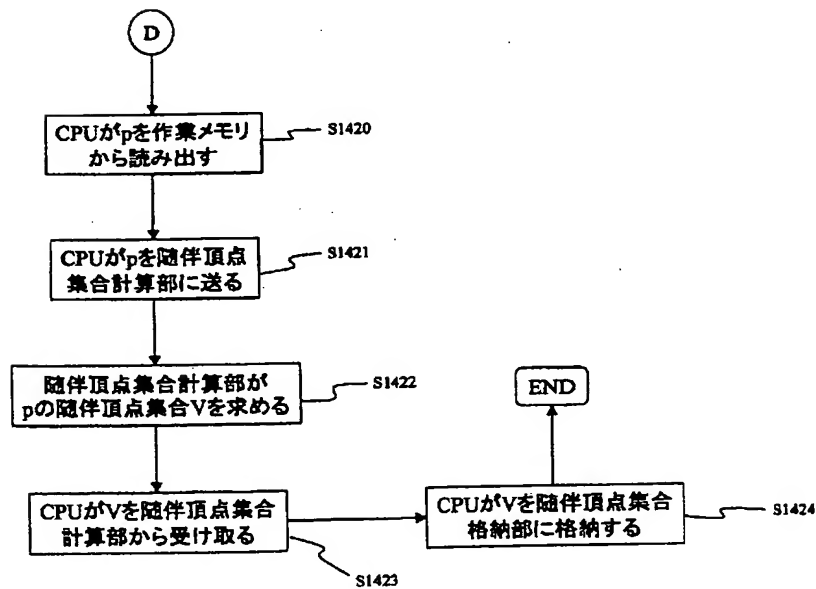 D
CPUがpを作業メモリ
から読み出す
S1420
CPUがpを随伴頂点
集合計算部に送る
S1421
随伴頂点集合計算部が
pの随伴頂点集合Vを求める
S1422
CPUがVを随伴頂点集合
計算部から受け取る
S1423
CPUがVを随伴頂点集合
格納部に格納する
S1424
END